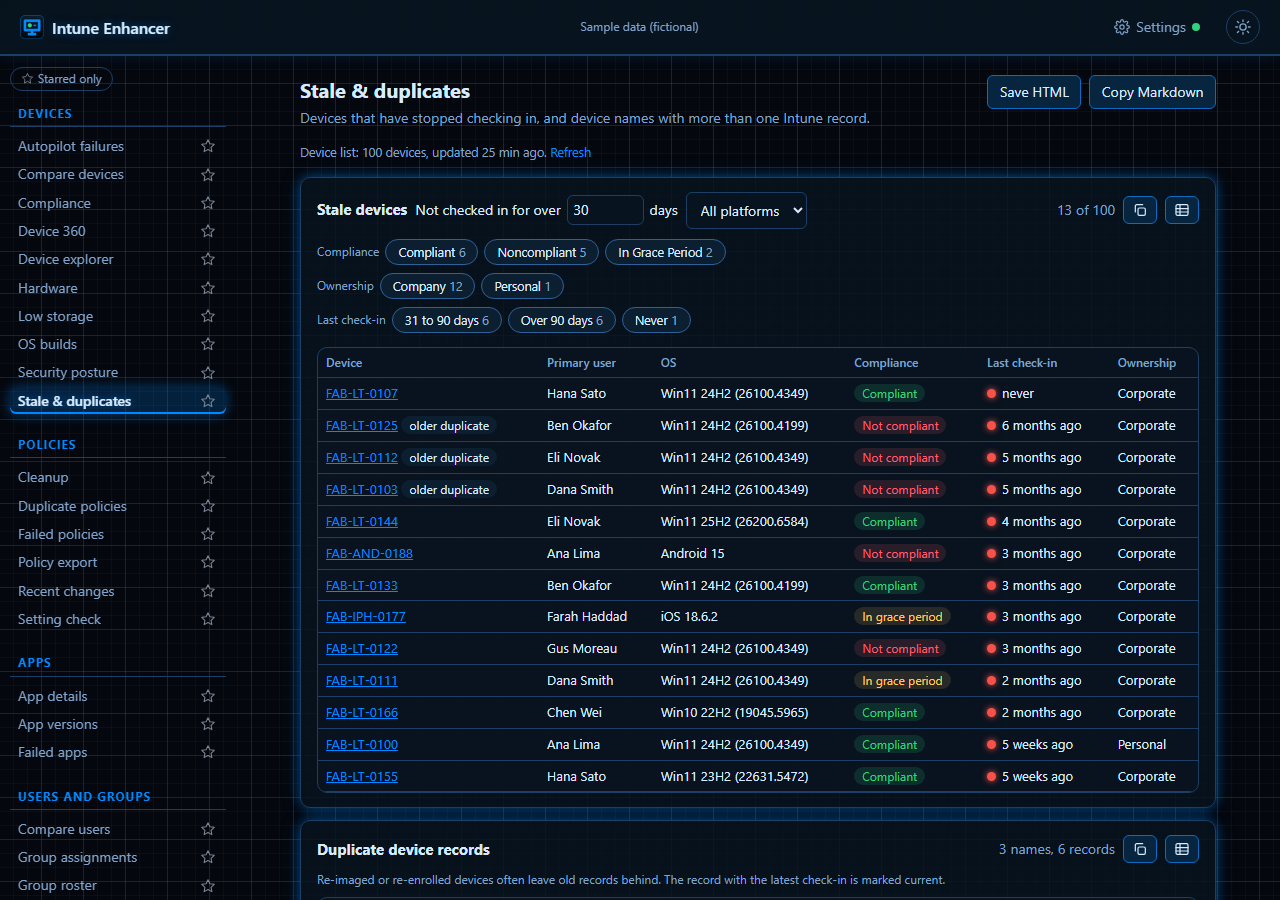 Intune Enhancer
Sample data (fictional)
Settings
Starred only
DEVICES
Autopilot failures
Compare devices
Compliance
Device 360
Device explorer
Hardware
Low storage
OS builds
Security posture
Stale & duplicates
POLICIES
Cleanup
Duplicate policies
Failed policies
Policy export
Recent changes
Setting check
APPS
App details
App versions
Failed apps
USERS AND GROUPS
Compare users
Group assignments
Group roster
Stale & duplicates
Save HTML
Copy Markdown
Devices that have stopped checking in, and device names with more than one Intune record.
Device list: 100 devices, updated 25 min ago. Refresh
Stale devices Not checked in for over 30 days All platforms 13 of 100
Compliance Compliant 6 Noncompliant 5 In Grace Period 2
Ownership Company 12 Personal 1
Last check-in 31 to 90 days 6 Over 90 days 6 Never 1
Device Primary user OS Compliance Last check-in Ownership
FAB-LT-0107 Hana Sato Win11 24H2 (26100.4349) Compliant never Corporate
FAB-LT-0125 older duplicate Ben Okafor Win11 24H2 (26100.4199) Not compliant 6 months ago Corporate
FAB-LT-0112 older duplicate Eli Novak Win11 24H2 (26100.4349) Not compliant 5 months ago Corporate
FAB-LT-0103 older duplicate Dana Smith Win11 24H2 (26100.4349) Not compliant 5 months ago Corporate
FAB-LT-0144 Eli Novak Win11 25H2 (26200.6584) Compliant 4 months ago Corporate
FAB-AND-0188 Ana Lima Android 15 Not compliant 3 months ago Corporate
FAB-LT-0133 Ben Okafor Win11 24H2 (26100.4199) Compliant 3 months ago Corporate
FAB-IPH-0177 Farah Haddad iOS 18.6.2 In grace period 3 months ago Corporate
FAB-LT-0122 Gus Moreau Win11 24H2 (26100.4349) Not compliant 3 months ago Corporate
FAB-LT-0111 Dana Smith Win11 24H2 (26100.4349) In grace period 2 months ago Corporate
FAB-LT-0166 Chen Wei Win10 22H2 (19045.5965) Compliant 2 months ago Corporate
FAB-LT-0100 Ana Lima Win11 24H2 (26100.4349) Compliant 5 weeks ago Personal
FAB-LT-0155 Hana Sato Win11 23H2 (22631.5472) Compliant 5 weeks ago Corporate
Duplicate device records 3 names, 6 records
Re-imaged or re-enrolled devices often leave old records behind. The record with the latest check-in is marked current.